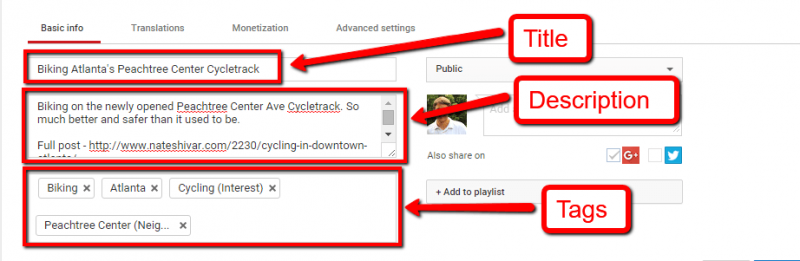 Basic info
Translations
Monetization
Advanced settings
Title
Biking Atlanta's Peachtree Center Cycletrack
Public
Biking on the newly opened Peachtree Center Ave Cycletrack. So
much better and safer than it used to be.
Full post - http://www.nateshivar.com/2230/cycling-in-downtown-
Add
Description
Also share on
G+
Biking ×
Atlanta ×
Cycling (Interest) ×
Peachtree Center (Neig... ×
+ Add to playlist
Tags